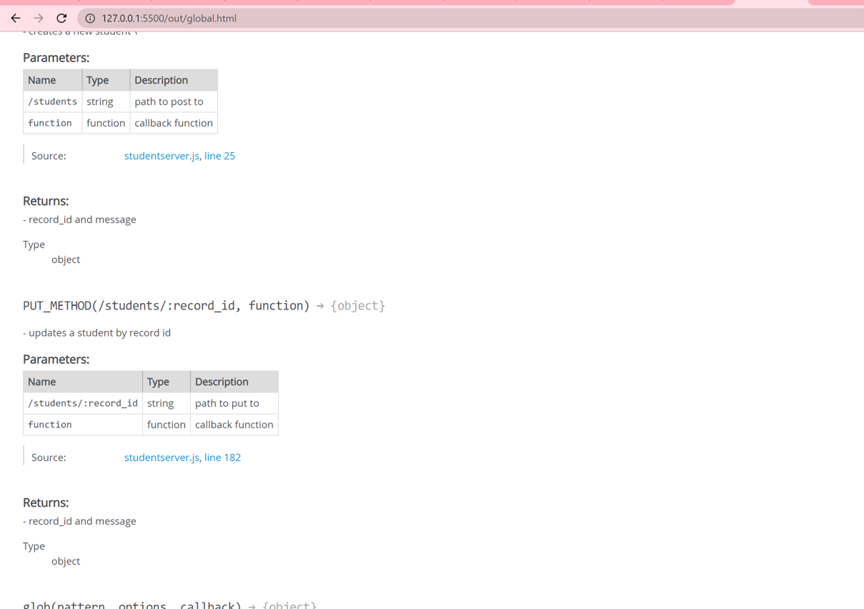 127.0.0.1:5500/out/global.html
- creates a new student \
Parameters:
Name Type Description
/students string path to post to
function function callback function
Source: studentserver.js, line 25
Returns:
- record_id and message
Type
object
PUT_METHOD(/students/:record_id, function) → {object}
- updates a student by record id
Parameters:
Name Type Description
/students/:record_id string path to put to
function function callback function
Source: studentserver.js, line 182
Returns:
- record_id and message
Type
object
glob(pattern, options, callback) → {object}